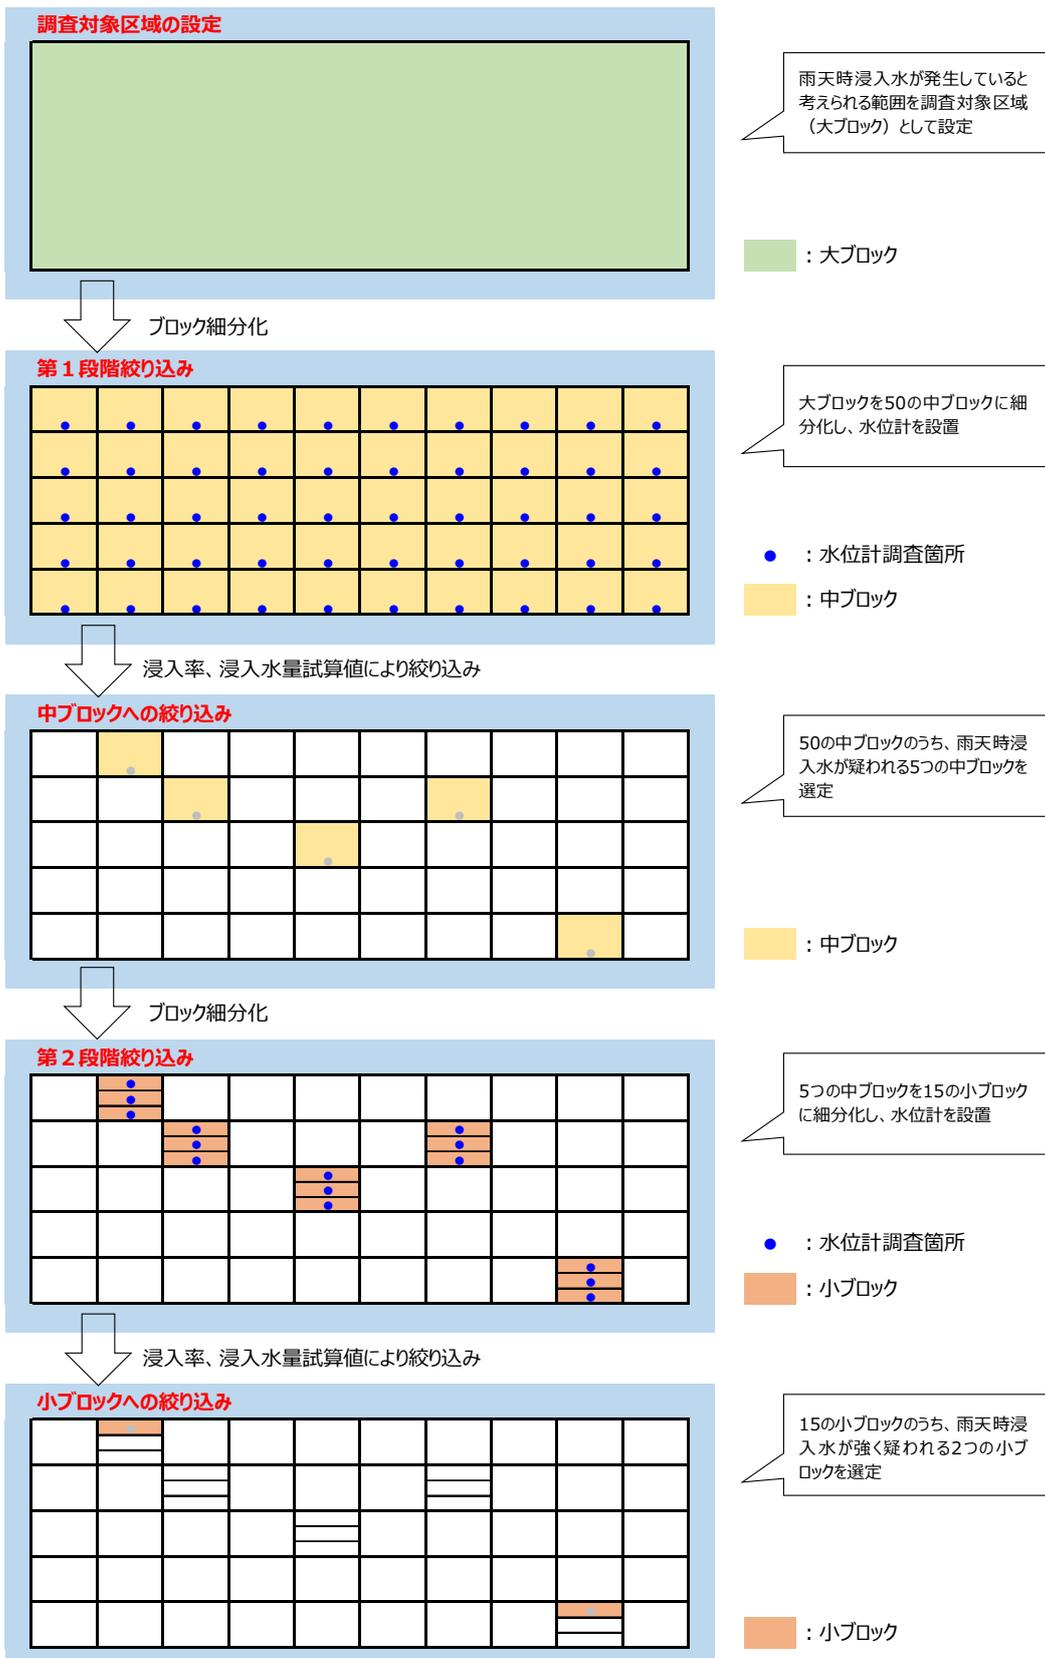 調査対象区域の設定
雨天時浸入水が発生していると
考えられる範囲を調査対象区域
（大ブロック）として設定
：大ブロック
ブロック細分化
第１段階絞り込み
大ブロックを50の中ブロックに細
分化し、水位計を設置
：水位計調査箇所
：中ブロック
浸入率、浸入水量試算値により絞り込み
中ブロックへの絞り込み
50の中ブロックのうち、雨天時浸
入水が疑われる5つの中ブロックを
選定
：中ブロック
ブロック細分化
第２段階絞り込み
5つの中ブロックを15の小ブロック
に細分化し、水位計を設置
：水位計調査箇所
：小ブロック
浸入率、浸入水量試算値により絞り込み
小ブロックへの絞り込み
15の小ブロックのうち、雨天時浸
入水が強く疑われる2つの小ブ
ロックを選定
：小ブロック